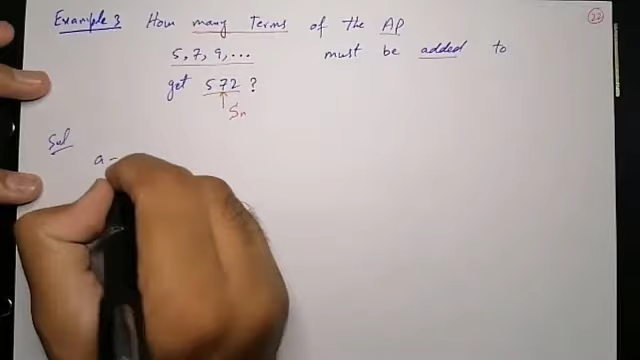 Example 3 How many terms of the AP
5, 7, 9, ... must be added to
get 572 ?
Sn
Sol
a -
22